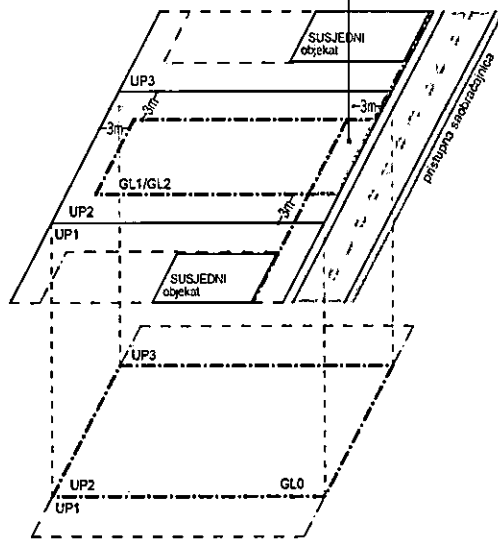 SUSJEDNI
objekat
UP3
3m
3m
3m
pristupna saobraćajnica
GL1/GL2
3m
UP2
UP1
SUSJEDNI
objekat
UP3
UP2
GL0
UP1